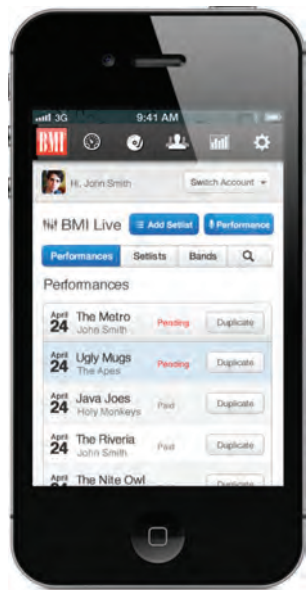 3G 9:41 AM
BMI
Hi, John Smith Switch Account
BMI Live Add Setlist Performance
Performances Setlists Bands
Performances
April 24 The Metro Pending Duplicate
John Smith
April 24 Ugly Mugs Pending Duplicate
The Apes
April 24 Java Joes Paid Duplicate
Holy Monkeys
April 24 The Riveria Paid Duplicate
John Smith
April The Nite Owl Duplicate